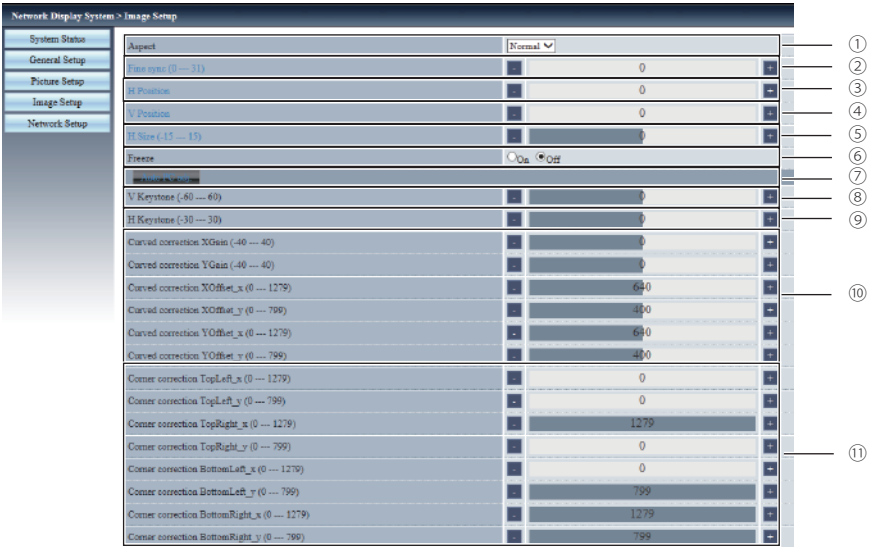 Network Display System > Image Setup
System Status
General Setup
Picture Setup
Image Setup
Network Setup
Aspect Normal ①
Fine sync (0 --- 31) - 0 + ②
H Position - 0 + ③
V Position - 0 + ④
H Size (-15 --- 15) - 0 + ⑤
Freeze On Off ⑥
⑦
V Keystone (-60 --- 60) - 0 + ⑧
H Keystone (-30 --- 30) - 0 + ⑨
Curved correction XGain (-40 --- 40) - 0 +
Curved correction YGain (-40 --- 40) - 0 +
Curved correction XOffset_x (0 --- 1279) - 640 + ⑩
Curved correction XOffset_y (0 --- 799) - 400 +
Curved correction YOffset_x (0 --- 1279) - 640 +
Curved correction YOffset_y (0 --- 799) - 400 +
Corner correction TopLeft_x (0 --- 1279) - 0 +
Corner correction TopLeft_y (0 --- 799) - 0 +
Corner correction TopRight_x (0 --- 1279) - 1279 +
Corner correction TopRight_y (0 --- 799) - 0 + ⑪
Corner correction BottomLeft_x (0 --- 1279) - 0 +
Corner correction BottomLeft_y (0 --- 799) - 799 +
Corner correction BottomRight_x (0 --- 1279) - 1279 +
Corner correction BottomRight_y (0 --- 799) - 799 +